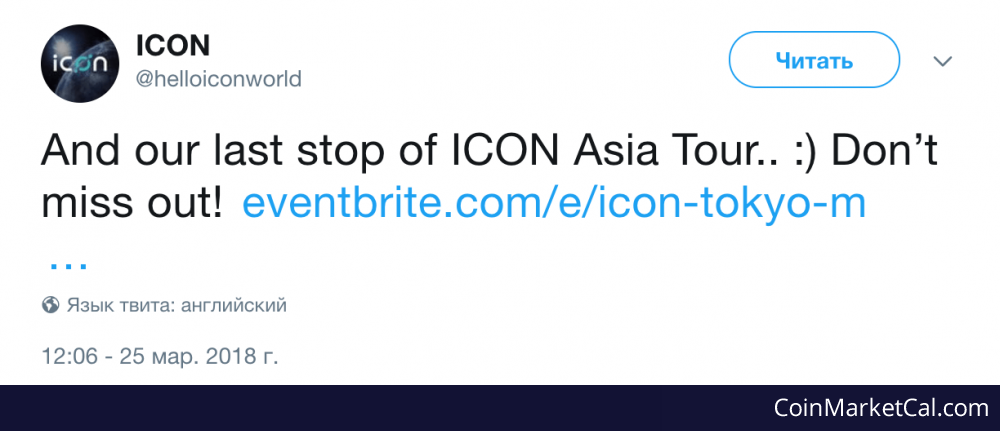 icon
ICON
@helloiconworld
Читать
And our last stop of ICON Asia Tour.. :) Don’t
miss out! eventbrite.com/e/icon-tokyo-m
…
Язык твита: английский
12:06 - 25 мар. 2018 г.
CoinMarketCal.com